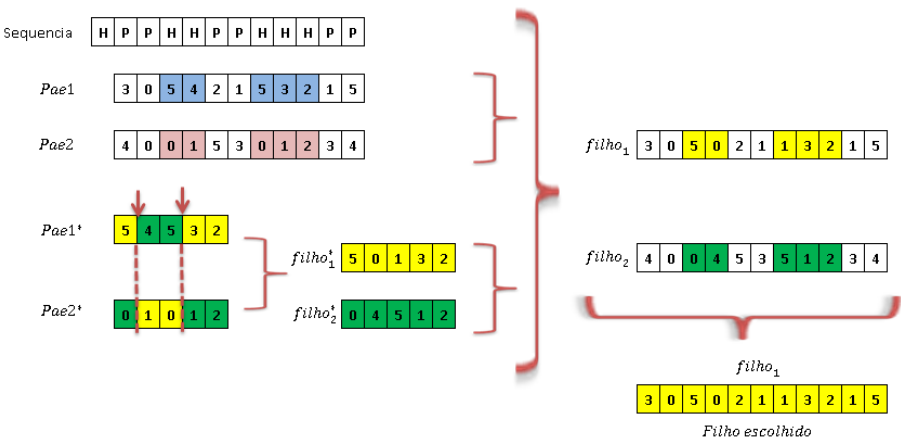 Sequencia H P P H H P P H H H P P
Pae1 3 0 5 4 2 1 5 3 2 1 5
Pae2 4 0 0 1 5 3 0 1 2 3 4
filho1 3 0 5 0 2 1 1 3 2 1 5
Pae1* 5 4 5 3 2
filho1* 5 0 1 3 2
filho2 4 0 0 4 5 3 5 1 2 3 4
Pae2* 0 1 0 1 2
filho2* 0 4 5 1 2
filho1
3 0 5 0 2 1 1 3 2 1 5
Filho escolhido